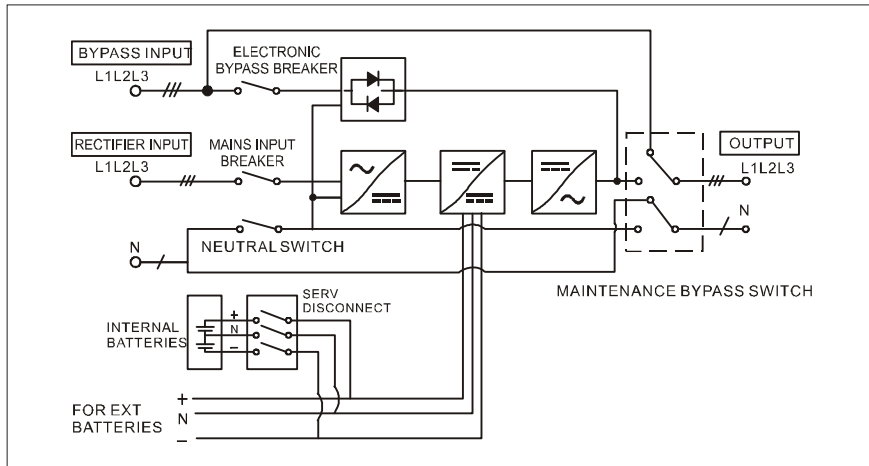 BYPASS INPUT
L1L2L3
ELECTRONIC
BYPASS BREAKER
RECTIFIER INPUT
L1L2L3
MAINS INPUT
BREAKER
OUTPUT
L1L2L3
N
N
NEUTRAL SWITCH
MAINTENANCE BYPASS SWITCH
SERV
DISCONNECT
INTERNAL
BATTERIES
+
N
−
FOR EXT
BATTERIES
+
N
−